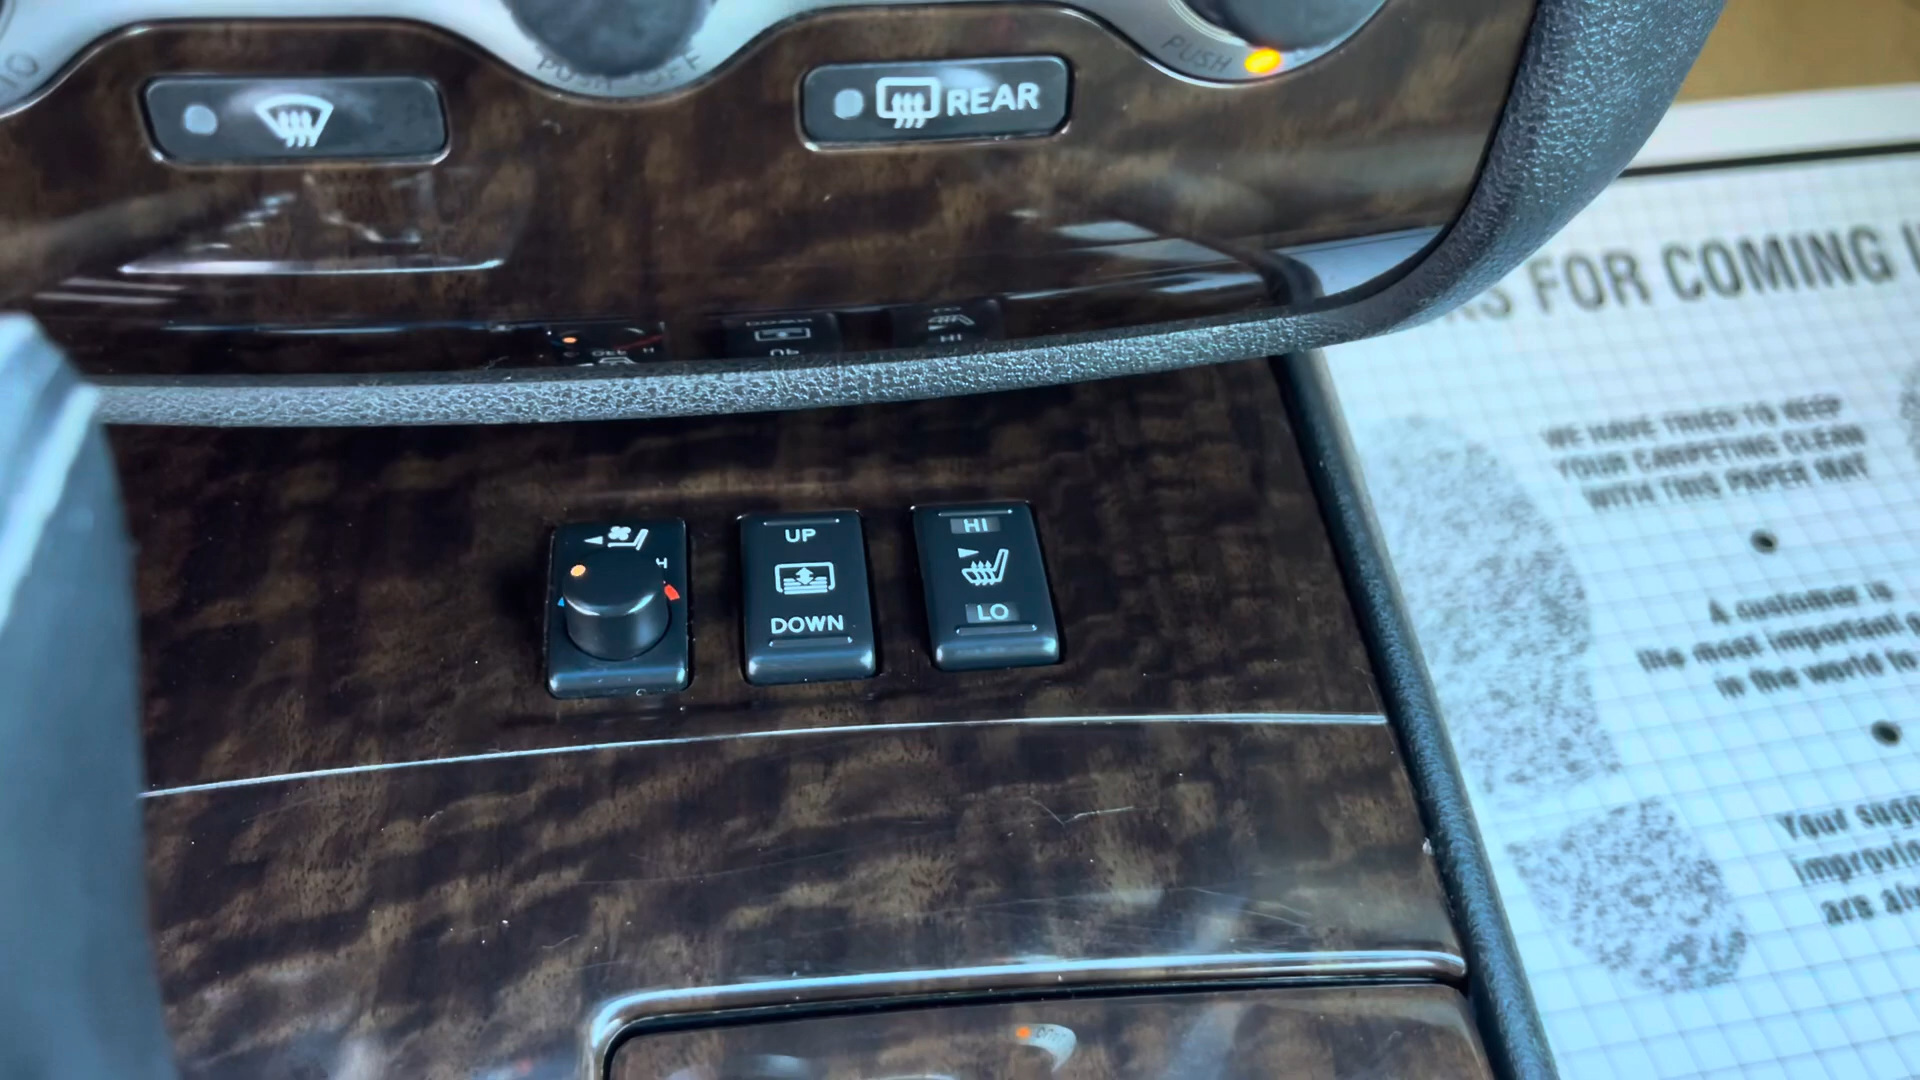 PUSH OFF
PUSH
REAR
S FOR COMING I
WE HAVE TRIED TO KEEP
YOUR CARPETING CLEAN
WITH THIS PAPER MAT
UP
HI
H
DOWN
LO
A customer is
the most important
in the world to
Your sugg
improvin
are alw